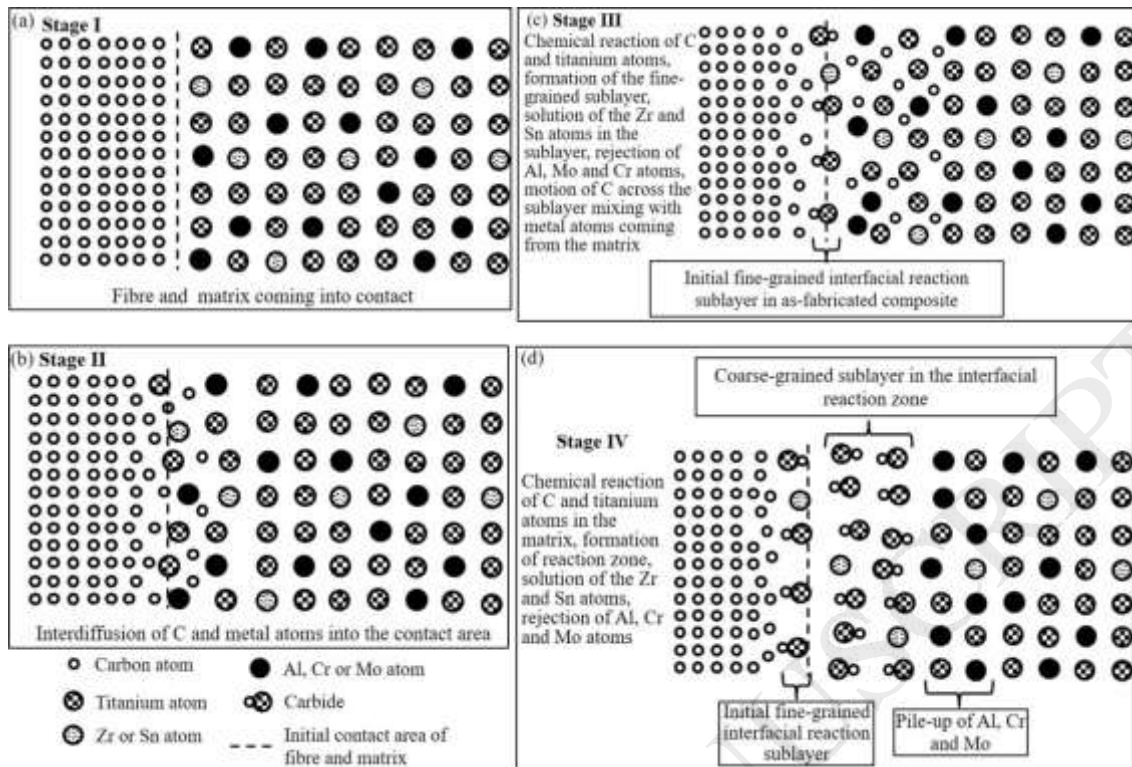 (a) Stage I
Fibre and matrix coming into contact
(b) Stage II
Interdiffusion of C and metal atoms into the contact area
Carbon atom
Titanium atom
Zr or Sn atom
Al, Cr or Mo atom
Carbide
Initial contact area of
fibre and matrix
(c) Stage III
Chemical reaction of C
and titanium atoms,
formation of the fine-
grained sublayer,
solution of the Zr and
Sn atoms in the
sublayer, rejection of
Al, Mo and Cr atoms,
motion of C across the
sublayer mixing with
metal atoms coming
from the matrix
Initial fine-grained interfacial reaction
sublayer in as-fabricated composite
(d)
Coarse-grained sublayer in the interfacial
reaction zone
Stage IV
Chemical reaction
of C and titanium
atoms in the
matrix, formation
of reaction zone,
solution of the Zr
and Sn atoms,
rejection of Al, Cr
and Mo atoms
Initial fine-grained
interfacial reaction
sublayer
Pile-up of Al, Cr
and Mo
USCRIPT